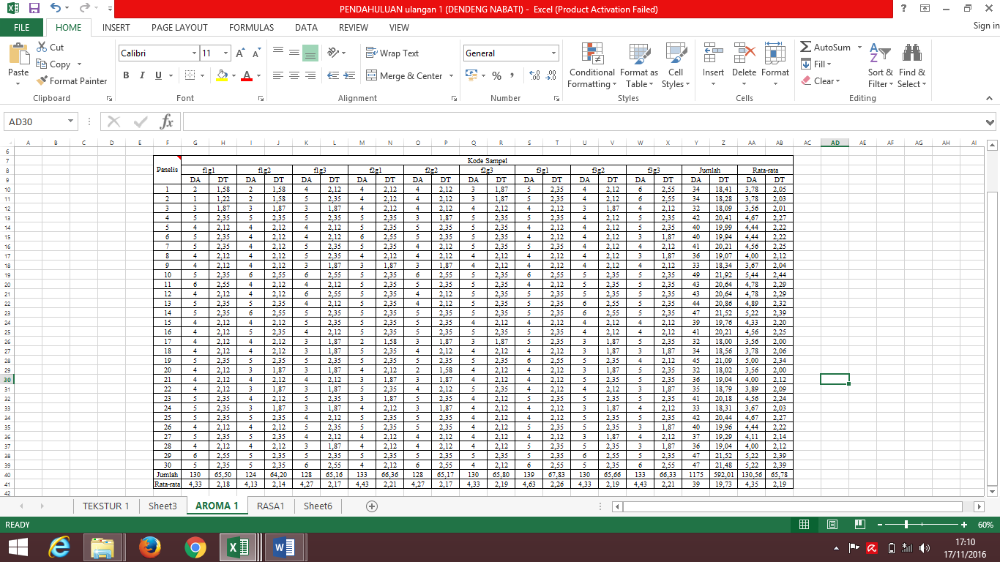 PENDAHULUAN ulangan 1 (DENDENG NABATI) - Excel (Product Activation Failed)
FILE HOME INSERT PAGE LAYOUT FORMULAS DATA REVIEW VIEW Sign in
Paste Cut Copy Format Painter Clipboard
Calibri 11 B I U Font
Wrap Text Merge & Center Alignment
General % Number
Conditional Formatting Format as Table Cell Styles Styles
Insert Delete Format Cells
AutoSum Fill Clear Sort & Filter Find & Select Editing
AD30 fx
A B C D E F G H I J K L M N O P Q R S T U V W X Y Z AA AB AC AD AE AF AG AH AI
6
7 Kode Sampel
8 Panelis f1g1 f1g2 f1g3 f2g1 f2g2 f2g3 f3g1 f3g2 f3g3 Jumlah Rata-rata
9 DA DT DA DT DA DT DA DT DA DT DA DT DA DT DA DT DA DT DA DT DA DT
10 1 2 1,58 2 1,58 4 2,12 4 2,12 4 2,12 3 1,87 5 2,35 4 2,12 6 2,55 34 18,41 3,78 2,05
11 2 1 1,22 2 1,58 5 2,35 4 2,12 4 2,12 3 1,87 5 2,35 4 2,12 6 2,55 34 18,28 3,78 2,03
12 3 3 1,87 3 1,87 3 1,87 4 2,12 4 2,12 4 2,12 4 2,12 3 1,87 4 2,12 32 18,09 3,56 2,01
13 4 5 2,35 5 2,35 5 2,35 5 2,35 3 1,87 5 2,35 5 2,35 4 2,12 5 2,35 42 20,41 4,67 2,27
14 5 4 2,12 4 2,12 4 2,12 5 2,35 5 2,35 5 2,35 4 2,12 4 2,12 5 2,35 40 19,99 4,44 2,22
15 6 5 2,35 4 2,12 4 2,12 6 2,55 5 2,35 5 2,35 4 2,12 4 2,12 3 1,87 40 19,94 4,44 2,22
16 7 5 2,35 4 2,12 5 2,35 5 2,35 4 2,12 5 2,35 5 2,35 4 2,12 4 2,12 41 20,21 4,56 2,25
17 8 4 2,12 4 2,12 5 2,35 4 2,12 4 2,12 4 2,12 4 2,12 4 2,12 3 1,87 36 19,07 4,00 2,12
18 9 4 2,12 4 2,12 3 1,87 3 1,87 3 1,87 4 2,12 4 2,12 4 2,12 4 2,12 33 18,34 3,67 2,04
19 10 5 2,35 6 2,55 6 2,55 5 2,35 6 2,55 5 2,35 6 2,55 5 2,35 5 2,35 49 21,92 5,44 2,44
20 11 6 2,55 4 2,12 4 2,12 5 2,35 5 2,35 5 2,35 4 2,12 5 2,35 5 2,35 43 20,64 4,78 2,29
21 12 4 2,12 4 2,12 6 2,55 5 2,35 4 2,12 5 2,35 5 2,35 5 2,35 5 2,35 43 20,64 4,78 2,29
22 13 5 2,35 5 2,35 4 2,12 5 2,35 4 2,12 5 2,35 5 2,35 6 2,55 5 2,35 44 20,86 4,89 2,32
23 14 5 2,35 6 2,55 5 2,35 5 2,35 5 2,35 5 2,35 5 2,35 6 2,55 5 2,35 47 21,52 5,22 2,39
24 15 4 2,12 4 2,12 5 2,35 5 2,35 5 2,35 4 2,12 4 2,12 4 2,12 4 2,12 39 19,76 4,33 2,20
25 16 4 2,12 5 2,35 4 2,12 5 2,35 5 2,35 5 2,35 5 2,35 4 2,12 4 2,12 41 20,21 4,56 2,25
26 17 4 2,12 4 2,12 3 1,87 2 1,58 3 1,87 3 1,87 5 2,35 3 1,87 5 2,35 32 18,00 3,56 2,00
27 18 4 2,12 4 2,12 3 1,87 5 2,35 4 2,12 4 2,12 4 2,12 3 1,87 3 1,87 34 18,56 3,78 2,06
28 19 5 2,35 5 2,35 5 2,35 5 2,35 5 2,35 5 2,35 6 2,55 5 2,35 4 2,12 45 21,09 5,00 2,34
29 20 4 2,12 3 1,87 3 1,87 4 2,12 2 1,58 4 2,12 4 2,12 3 1,87 5 2,35 32 18,02 3,56 2,00
30 21 4 2,12 4 2,12 4 2,12 3 1,87 3 1,87 4 2,12 4 2,12 5 2,35 5 2,35 36 19,04 4,00 2,12
31 22 4 2,12 3 1,87 3 1,87 5 2,35 4 2,12 5 2,35 4 2,12 4 2,12 3 1,87 35 18,79 3,89 2,09
32 23 5 2,35 4 2,12 5 2,35 3 1,87 5 2,35 4 2,12 5 2,35 5 2,35 5 2,35 41 20,18 4,56 2,24
33 24 5 2,35 3 1,87 3 1,87 4 2,12 3 1,87 4 2,12 4 2,12 3 1,87 4 2,12 33 18,31 3,67 2,03
34 25 5 2,35 5 2,35 4 2,12 5 2,35 5 2,35 4 2,12 4 2,12 5 2,35 5 2,35 42 20,44 4,67 2,27
35 26 4 2,12 4 2,12 5 2,35 5 2,35 5 2,35 4 2,12 5 2,35 5 2,35 3 1,87 40 19,96 4,44 2,22
36 27 5 2,35 5 2,35 4 2,12 4 2,12 4 2,12 4 2,12 4 2,12 3 1,87 4 2,12 37 19,29 4,11 2,14
37 28 4 2,12 4 2,12 3 1,87 4 2,12 4 2,12 4 2,12 5 2,35 5 2,35 3 1,87 36 19,04 4,00 2,12
38 29 6 2,55 5 2,35 5 2,35 5 2,35 5 2,35 5 2,35 5 2,35 6 2,55 5 2,35 47 21,52 5,22 2,39
39 30 5 2,35 5 2,35 6 2,55 4 2,12 6 2,55 4 2,12 6 2,55 5 2,35 6 2,55 47 21,48 5,22 2,39
40 Jumlah 130 65,50 124 64,20 128 65,16 133 66,36 128 65,17 130 65,80 139 67,83 130 65,66 133 66,33 1175 592,01 130,56 65,78
41 Rata-rata 4,33 2,18 4,13 2,14 4,27 2,17 4,43 2,21 4,27 2,17 4,33 2,19 4,63 2,26 4,33 2,19 4,43 2,21 39 19,73 4,35 2,19
42
TEKSTUR 1 Sheet3 AROMA 1 RASA1 Sheet6
READY 60%
17:10
17/11/2016